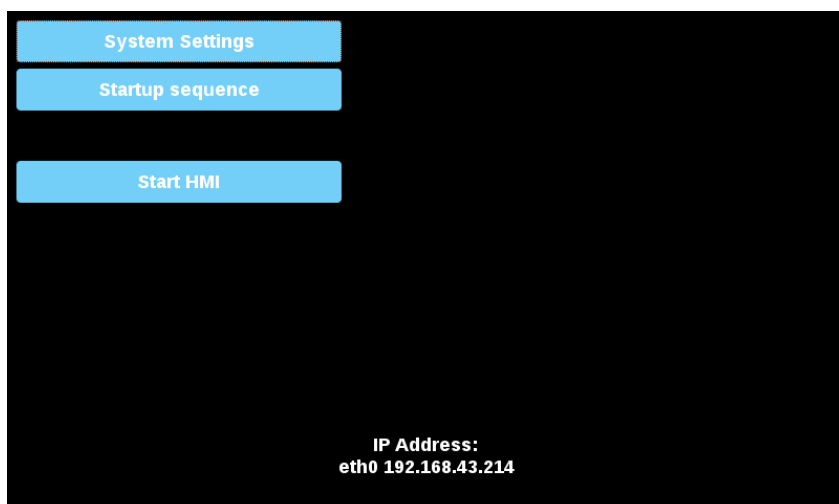 System Settings
Startup sequence
Start HMI
IP Address:
eth0 192.168.43.214